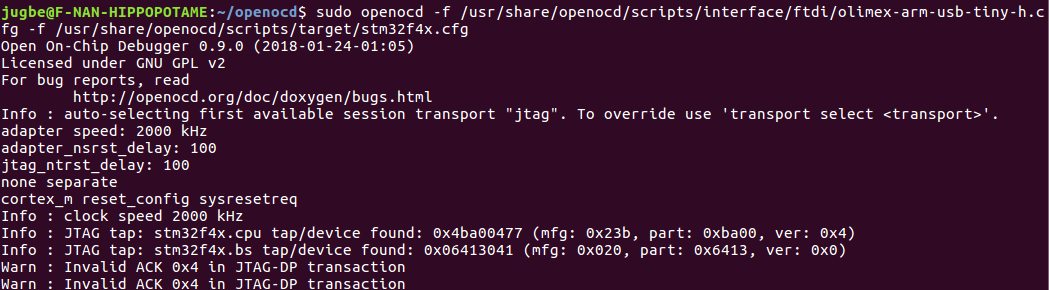 jugbe@F-NAN-HIPPOPOTAME:~/openocd$ sudo openocd -f /usr/share/openocd/scripts/interface/ftdi/olimex-arm-usb-tiny-h.c
fg -f /usr/share/openocd/scripts/target/stm32f4x.cfg
Open On-Chip Debugger 0.9.0 (2018-01-24-01:05)
Licensed under GNU GPL v2
For bug reports, read
        http://openocd.org/doc/doxygen/bugs.html
Info : auto-selecting first available session transport "jtag". To override use 'transport select <transport>'.
adapter speed: 2000 kHz
adapter_nsrst_delay: 100
jtag_ntrst_delay: 100
none separate
cortex_m reset_config sysresetreq
Info : clock speed 2000 kHz
Info : JTAG tap: stm32f4x.cpu tap/device found: 0x4ba00477 (mfg: 0x23b, part: 0xba00, ver: 0x4)
Info : JTAG tap: stm32f4x.bs tap/device found: 0x06413041 (mfg: 0x020, part: 0x6413, ver: 0x0)
Warn : Invalid ACK 0x4 in JTAG-DP transaction
Warn : Invalid ACK 0x4 in JTAG-DP transaction